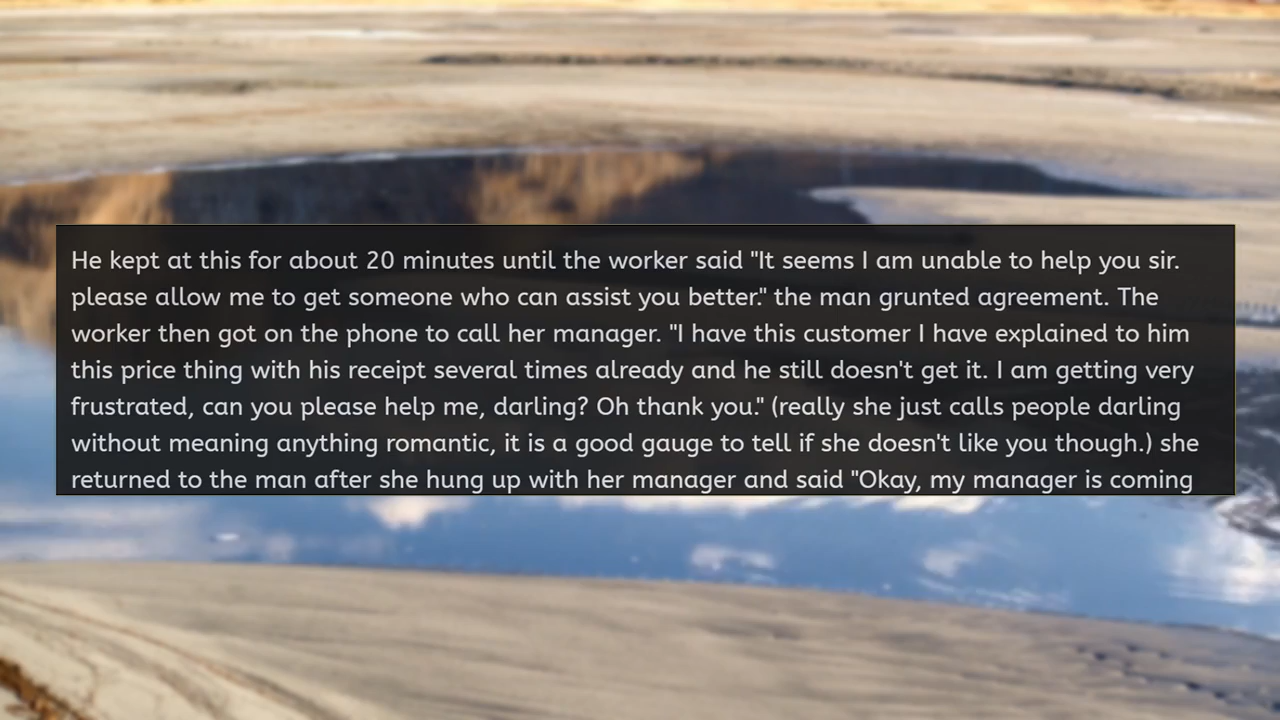 He kept at this for about 20 minutes until the worker said "It seems I am unable to help you sir.
please allow me to get someone who can assist you better." the man grunted agreement. The
worker then got on the phone to call her manager. "I have this customer I have explained to him
this price thing with his receipt several times already and he still doesn't get it. I am getting very
frustrated, can you please help me, darling? Oh thank you." (really she just calls people darling
without meaning anything romantic, it is a good gauge to tell if she doesn't like you though.) she
returned to the man after she hung up with her manager and said "Okay, my manager is coming